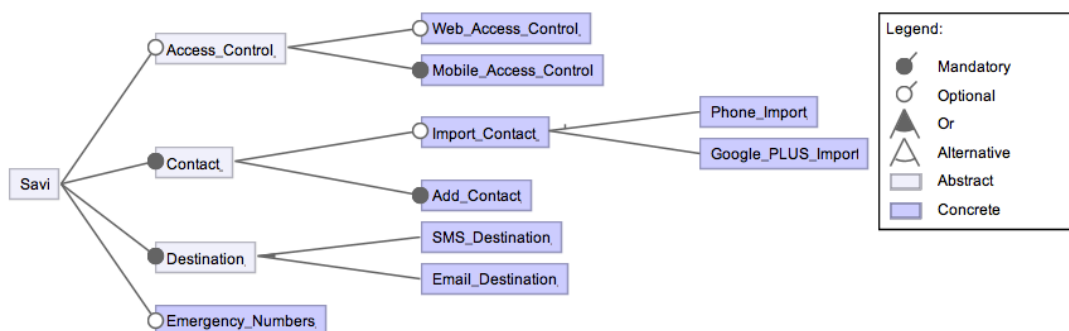 Savi
Access_Control
Web_Access_Control
Mobile_Access_Control
Contact
Import_Contact
Phone_Import
Google_PLUS_Import
Add_Contact
Destination
SMS_Destination
Email_Destination
Emergency_Numbers
Legend:
Mandatory
Optional
Or
Alternative
Abstract
Concrete